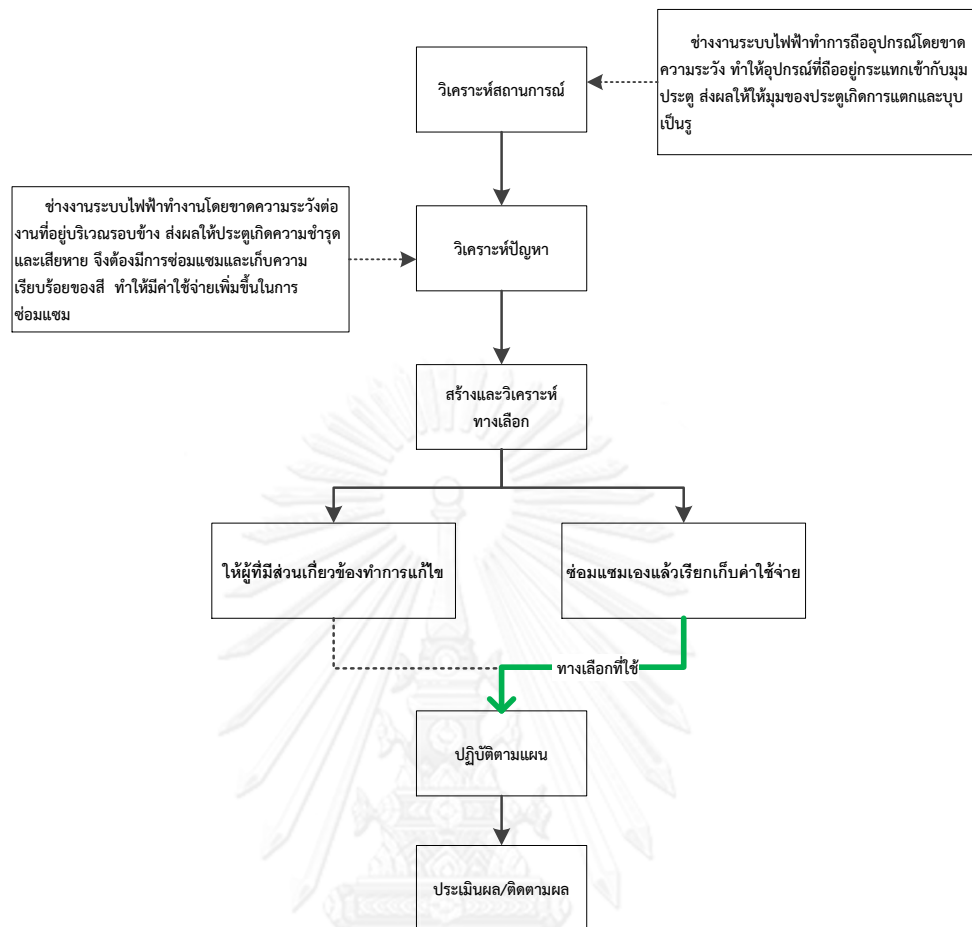 ช่างงานระบบไฟฟ้าทำการถืออุปกรณ์โดยขาด
ความระวัง ทำให้อุปกรณ์ที่ถืออยู่กระแทกเข้ากับมุม
ประตู ส่งผลให้ให้มุมของประตูเกิดการแตกและบุบ
เป็นรู
วิเคราะห์สถานการณ์
ช่างงานระบบไฟฟ้าทำงานโดยขาดความระวังต่อ
งานที่อยู่บริเวณรอบข้าง ส่งผลให้ประตูเกิดความชำรุด
และเสียหาย จึงต้องมีการซ่อมแซมและเก็บความ
เรียบร้อยของสี ทำให้มีค่าใช้จ่ายเพิ่มขึ้นในการ
ซ่อมแซม
วิเคราะห์ปัญหา
สร้างและวิเคราะห์
ทางเลือก
ให้ผู้ที่มีส่วนเกี่ยวข้องทำการแก้ไข
ซ่อมแซมเองแล้วเรียกเก็บค่าใช้จ่าย
ทางเลือกที่ใช้
ปฏิบัติตามแผน
ประเมินผล/ติดตามผล